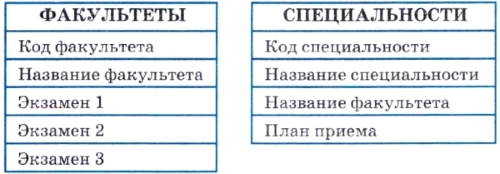 ФАКУЛЬТЕТЫ
Код факультета
Название факультета
Экзамен 1
Экзамен 2
Экзамен 3
СПЕЦИАЛЬНОСТИ
Код специальности
Название специальности
Название факультета
План приема